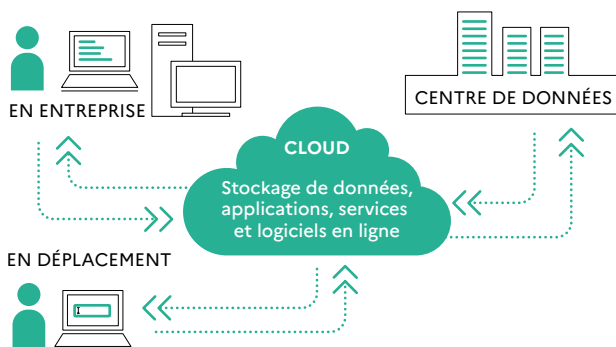 EN ENTREPRISE
CENTRE DE DONNÉES
CLOUD
Stockage de données,
applications, services
et logiciels en ligne
EN DÉPLACEMENT